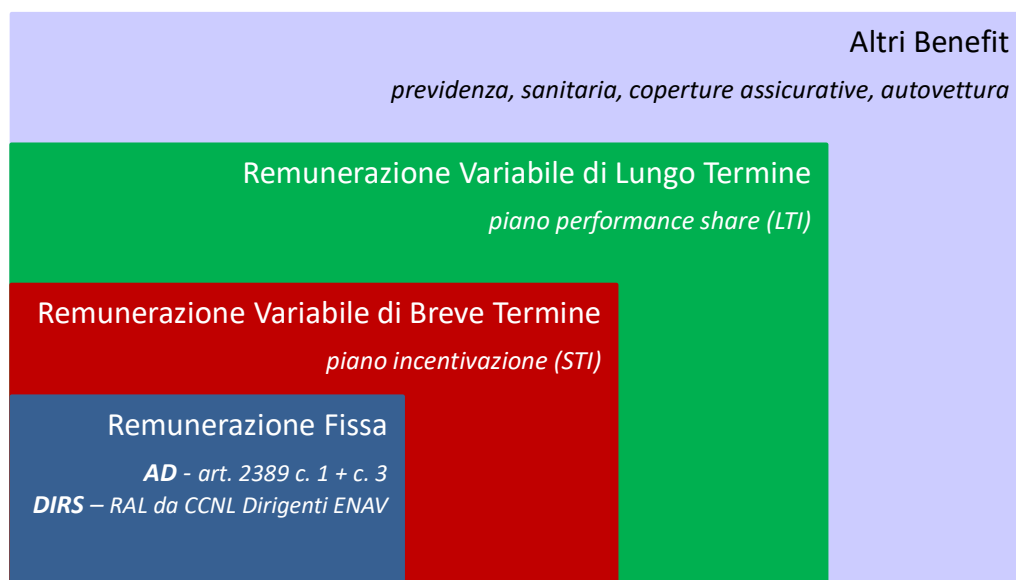 Altri Benefit
previdenza, sanitaria, coperture assicurative, autovettura
Remunerazione Variabile di Lungo Termine
piano performance share (LTI)
Remunerazione Variabile di Breve Termine
piano incentivazione (STI)
Remunerazione Fissa
AD - art. 2389 c. 1 + c. 3
DIRS – RAL da CCNL Dirigenti ENAV